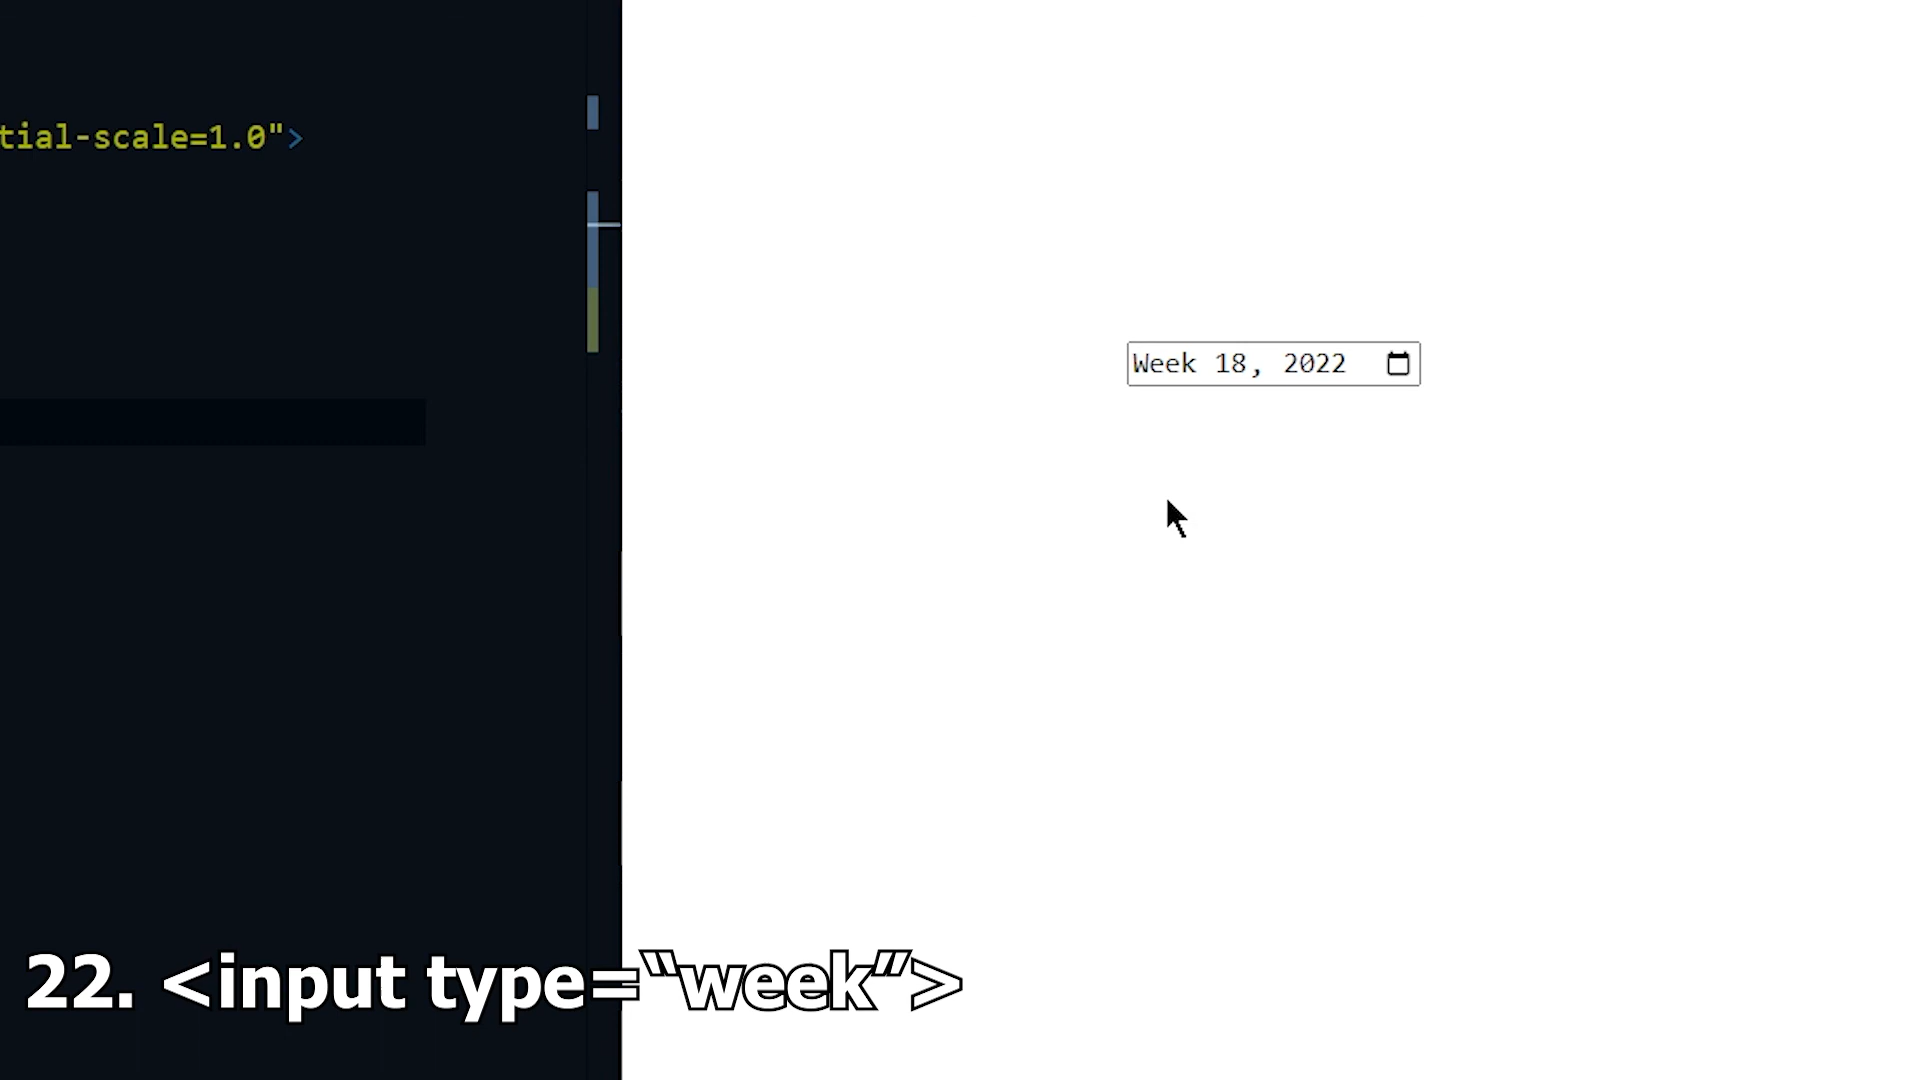 tial-scale=1.0">
Week 18, 2022
22. <input type=“week”>